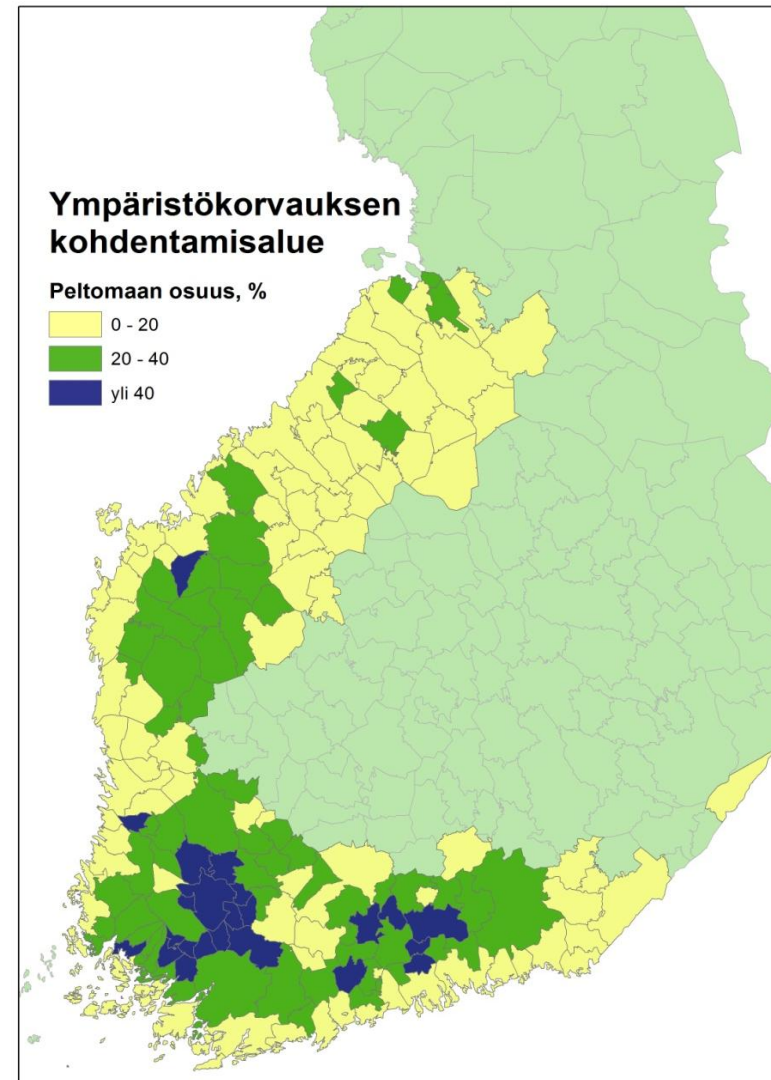 Ympäristökorvauksen
kohdentamisalue
Peltomaan osuus, %
0 - 20
20 - 40
yli 40